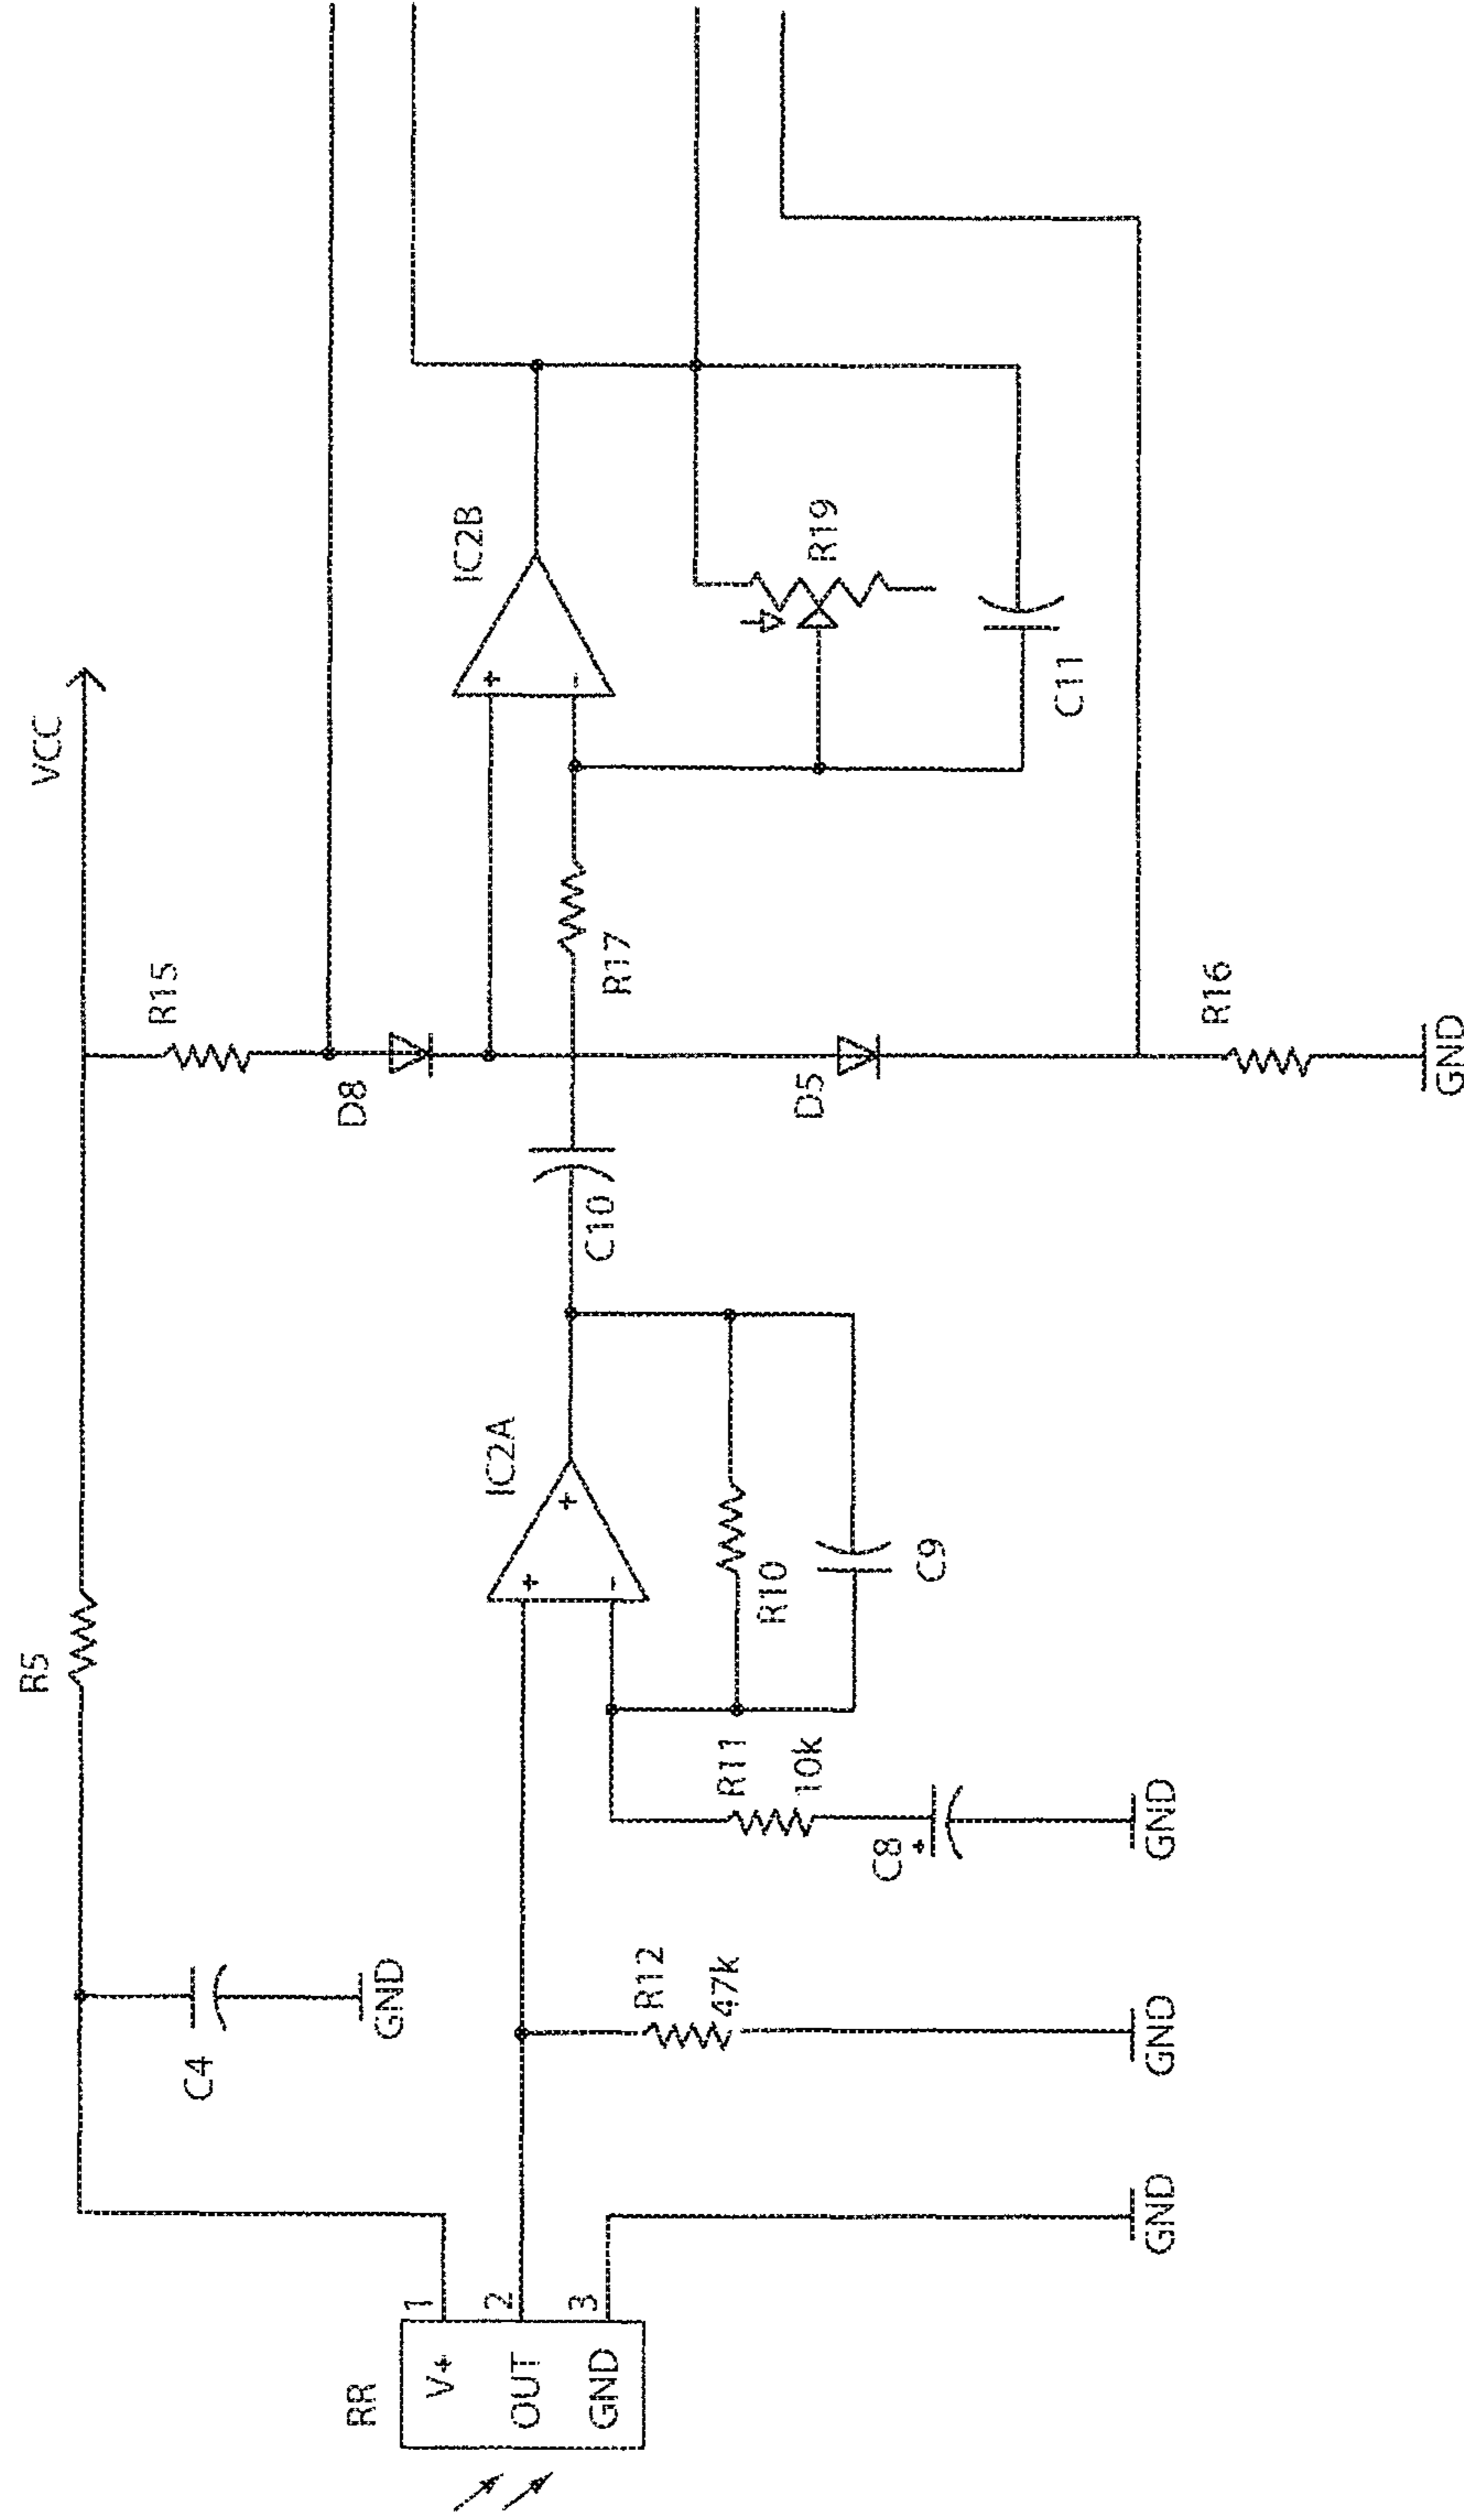 VCC
R5
R15
D8
IC2B
R19
C11
R17
D5
R16
GND
C10
IC2A
+
-
+
+
-
R10
C9
R11
10k
C8
+
GND
C4
GND
R12
47k
GND
GND
RR
V+
OUT
GND
1
2
3